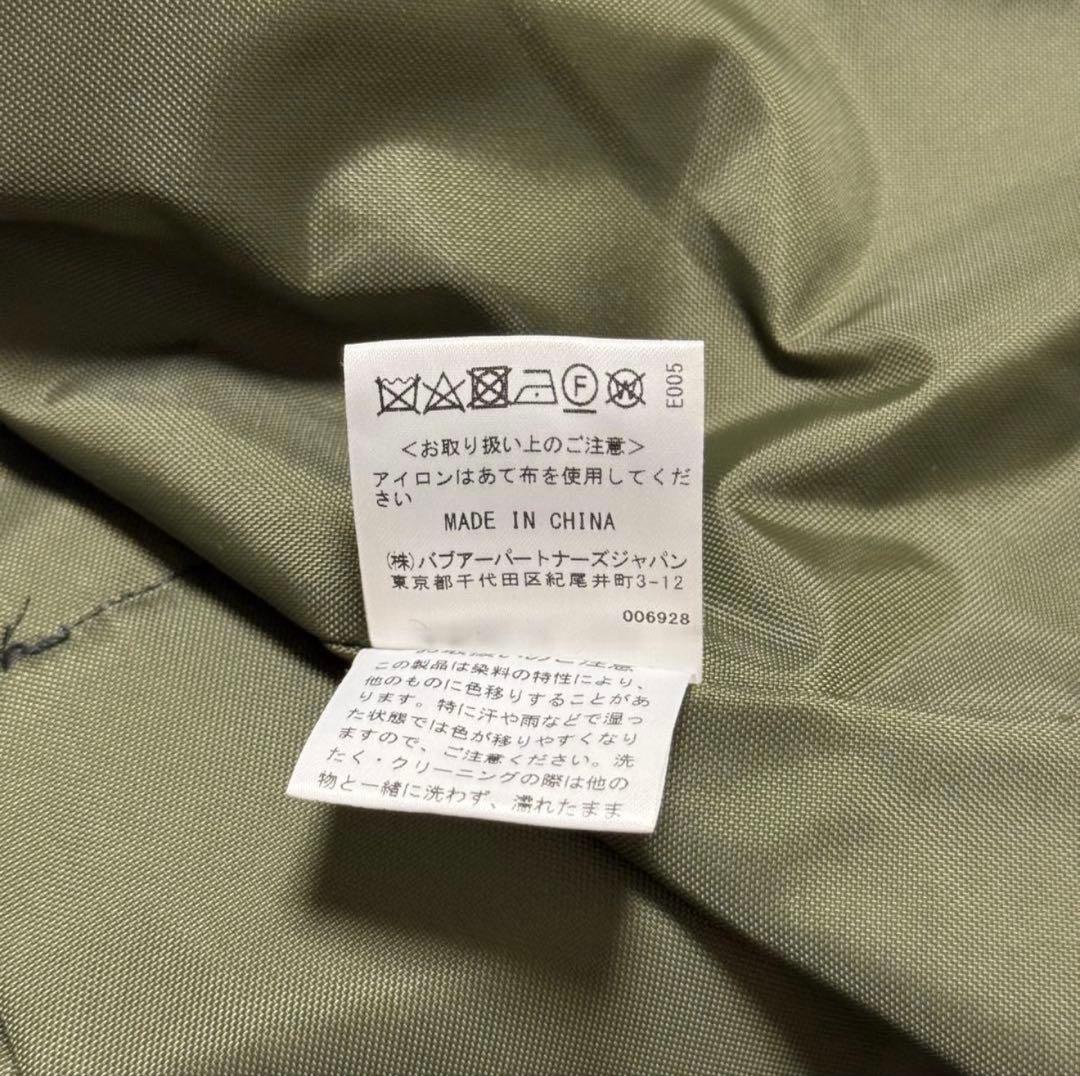 F W E005
<お取り扱い上のご注意>
アイロンはあて布を使用してくだ
さい
MADE IN CHINA
(株)バブアーパートナーズジャパン
東京都千代田区紀尾井町3-12
006928
お取扱いのご注意
この製品は染料の特性により、
他のものに色移りすることがあ
ります。特に汗や雨などで湿っ
た状態では色が移りやすくなり
ますので、ご注意ください。洗
たく・クリーニングの際は他の
物と一緒に洗わず、濡れたまま